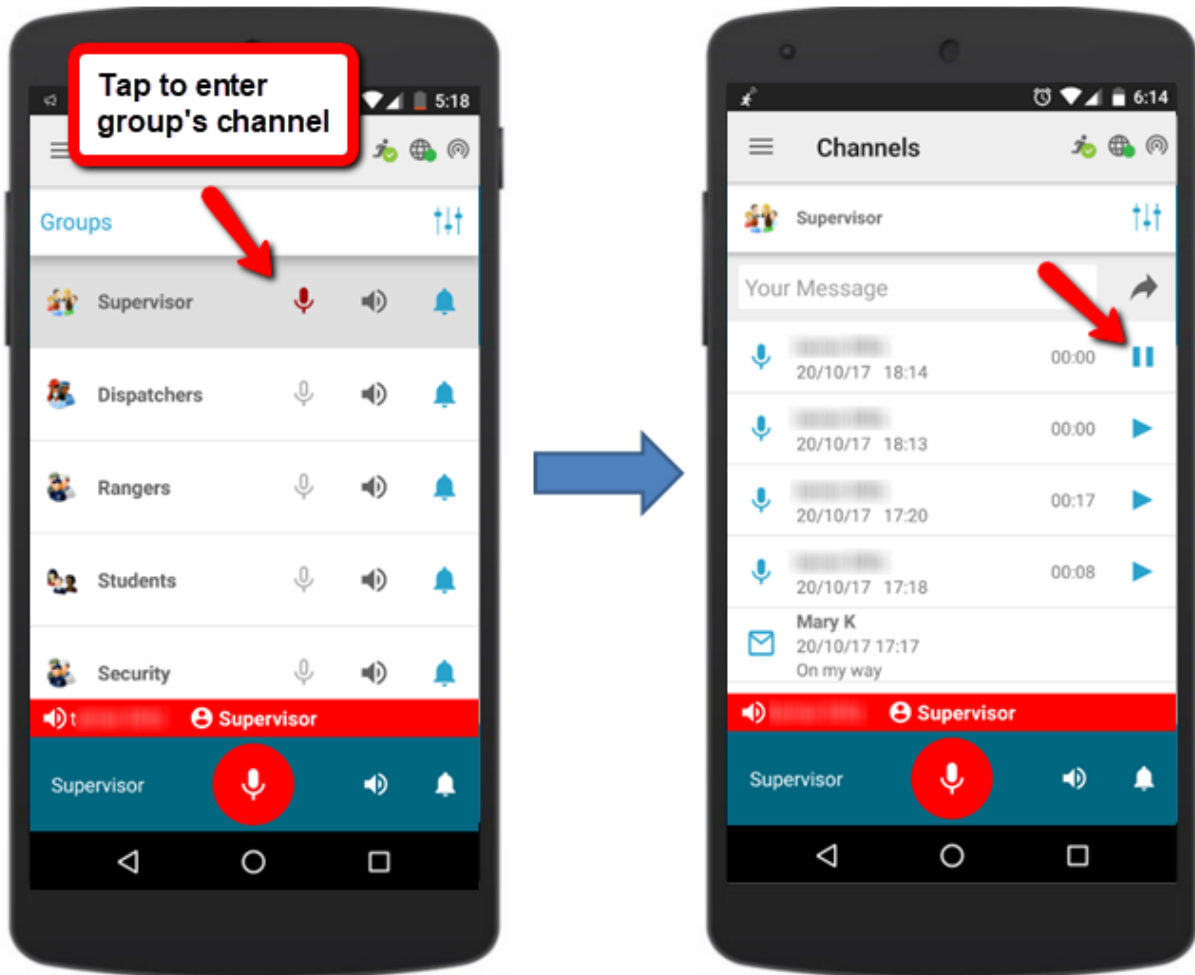 Tap to enter
group's channel
5:18
Groups
Supervisor
Dispatchers
Rangers
Students
Security
t
Supervisor
Supervisor
6:14
Channels
Supervisor
Your Message
20/10/17 18:14
00:00
20/10/17 18:13
00:00
20/10/17 17:20
00:17
20/10/17 17:18
00:08
Mary K
20/10/17 17:17
On my way
Supervisor
Supervisor